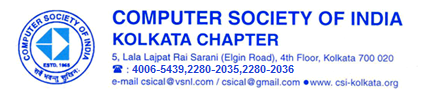 COMPUTER SOCIETY OF INDIA
ESTD. 1965
COMPUTER SOCIETY OF INDIA
KOLKATA CHAPTER
5, Lala Lajpat Rai Sarani (Elgin Road), 4th Floor, Kolkata 700 020
☎ : 4006-5439,2280-2035,2280-2036
e-mail csical@vsnl.com / csical@gmail.com ●www.csi-kolkata.org